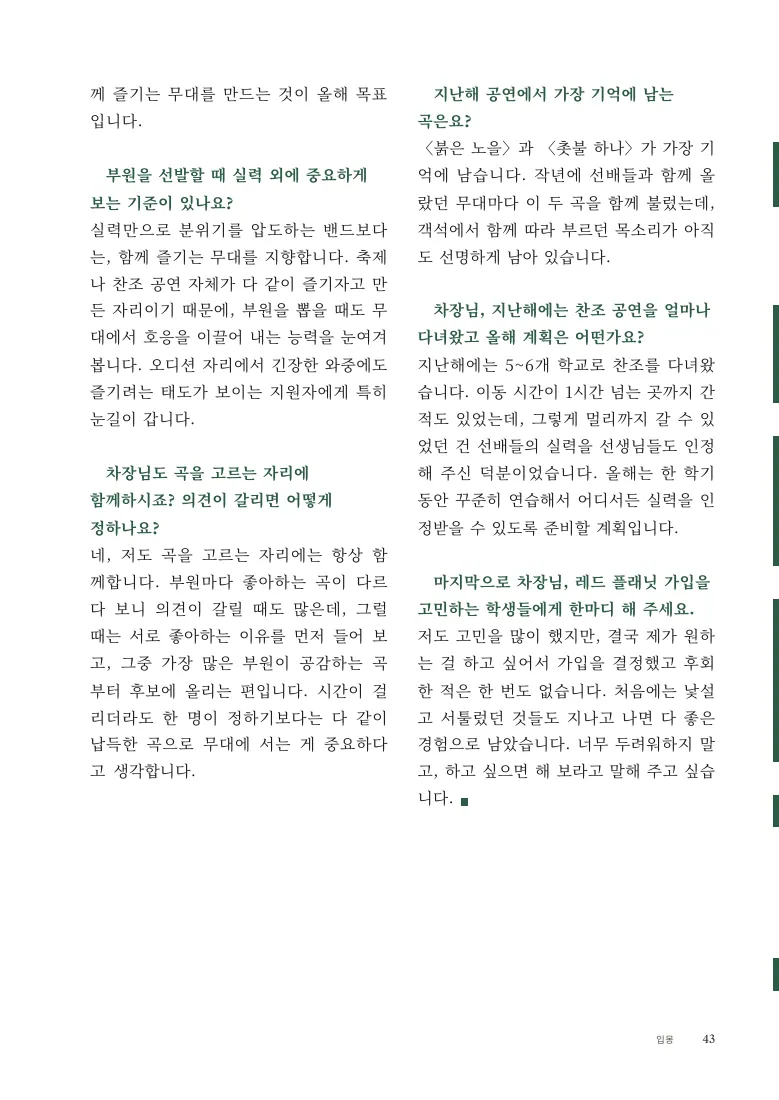 께 즐기는 무대를 만드는 것이 올해 목표
입니다.
부원을 선발할 때 실력 외에 중요하게
보는 기준이 있나요?
실력만으로 분위기를 압도하는 밴드보다
는, 함께 즐기는 무대를 지향합니다. 축제
나 찬조 공연 자체가 다 같이 즐기자고 만
든 자리이기 때문에, 부원을 뽑을 때도 무
대에서 호응을 이끌어 내는 능력을 눈여겨
봅니다. 오디션 자리에서 긴장한 와중에도
즐기려는 태도가 보이는 지원자에게 특히
눈길이 갑니다.
차장님도 곡을 고르는 자리에
함께하시죠? 의견이 갈리면 어떻게
정하나요?
네, 저도 곡을 고르는 자리에는 항상 함
께합니다. 부원마다 좋아하는 곡이 다르
다 보니 의견이 갈릴 때도 많은데, 그럴
때는 서로 좋아하는 이유를 먼저 들어 보
고, 그중 가장 많은 부원이 공감하는 곡
부터 후보에 올리는 편입니다. 시간이 걸
리더라도 한 명이 정하기보다는 다 같이
납득한 곡으로 무대에 서는 게 중요하다
고 생각합니다.
지난해 공연에서 가장 기억에 남는
곡은요?
〈붉은 노을〉과 〈촛불 하나〉가 가장 기
억에 남습니다. 작년에 선배들과 함께 올
랐던 무대마다 이 두 곡을 함께 불렀는데,
객석에서 함께 따라 부르던 목소리가 아직
도 선명하게 남아 있습니다.
차장님, 지난해에는 찬조 공연을 얼마나
다녀왔고 올해 계획은 어떤가요?
지난해에는 5~6개 학교로 찬조를 다녀왔
습니다. 이동 시간이 1시간 넘는 곳까지 간
적도 있었는데, 그렇게 멀리까지 갈 수 있
었던 건 선배들의 실력을 선생님들도 인정
해 주신 덕분이었습니다. 올해는 한 학기
동안 꾸준히 연습해서 어디서든 실력을 인
정받을 수 있도록 준비할 계획입니다.
마지막으로 차장님, 레드 플래닛 가입을
고민하는 학생들에게 한마디 해 주세요.
저도 고민을 많이 했지만, 결국 제가 원하
는 걸 하고 싶어서 가입을 결정했고 후회
한 적은 한 번도 없습니다. 처음에는 낯설
고 서툴렀던 것들도 지나고 나면 다 좋은
경험으로 남았습니다. 너무 두려워하지 말
고, 하고 싶으면 해 보라고 말해 주고 싶습
니다. ■
입몽 43